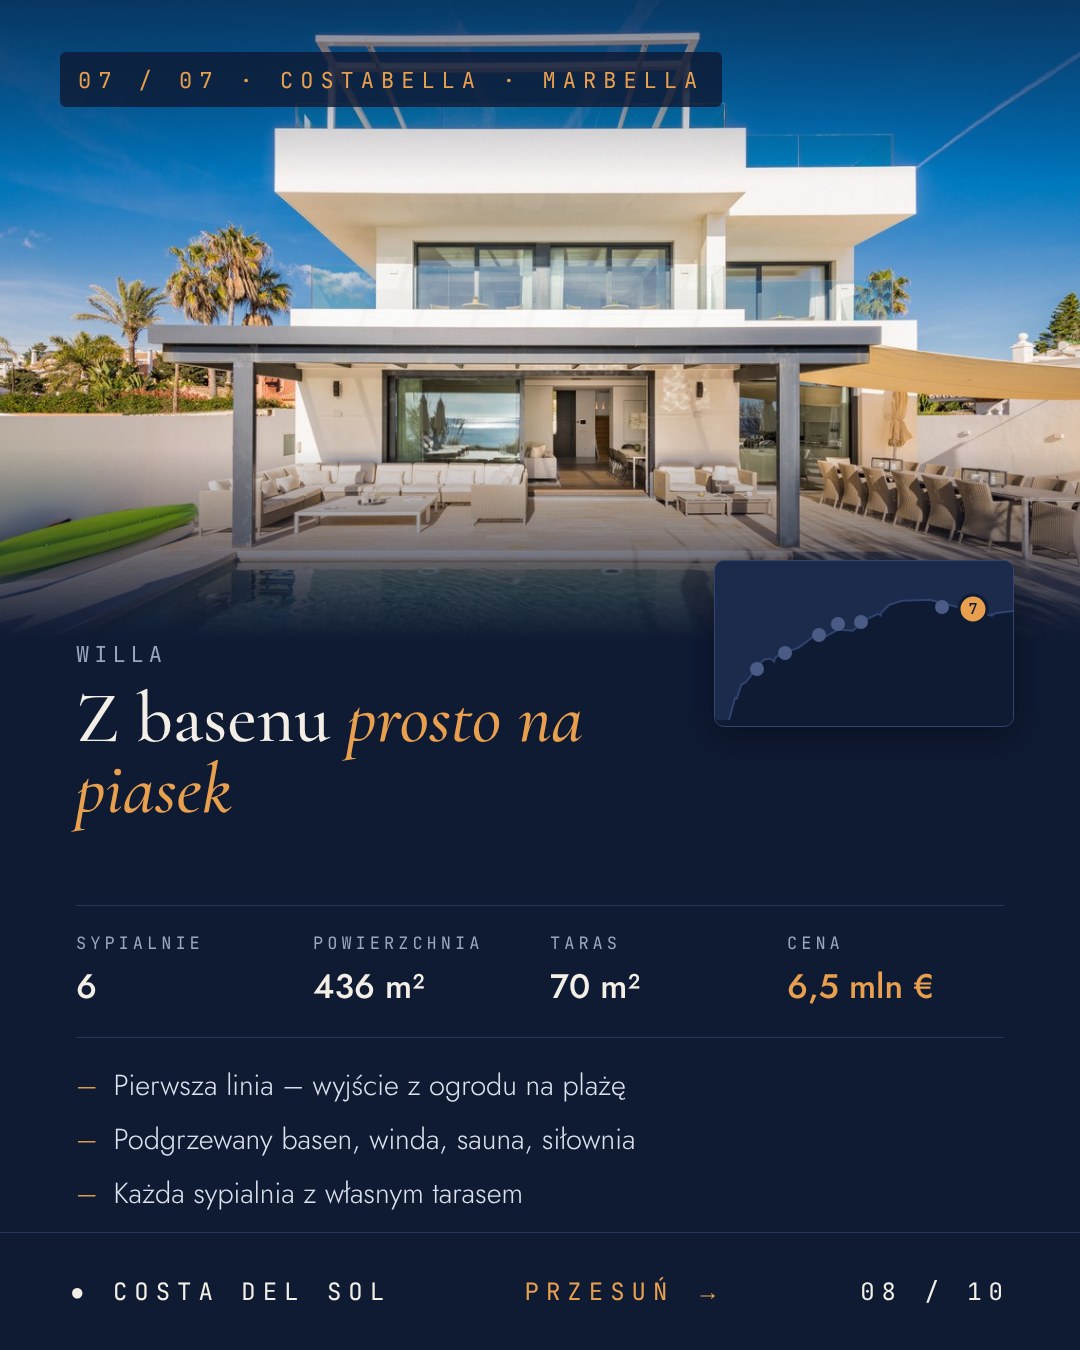 07 / 07 · COSTABELLA · MARBELLA
7
WILLA
Z basenu prosto na
piasek
SYPIALNIE POWIERZCHNIA TARAS CENA
6 436 m² 70 m² 6,5 mln €
— Pierwsza linia – wyjście z ogrodu na plażę
— Podgrzewany basen, winda, sauna, siłownia
— Każda sypialnia z własnym tarasem
• COSTA DEL SOL PRZESUŃ → 08 / 10